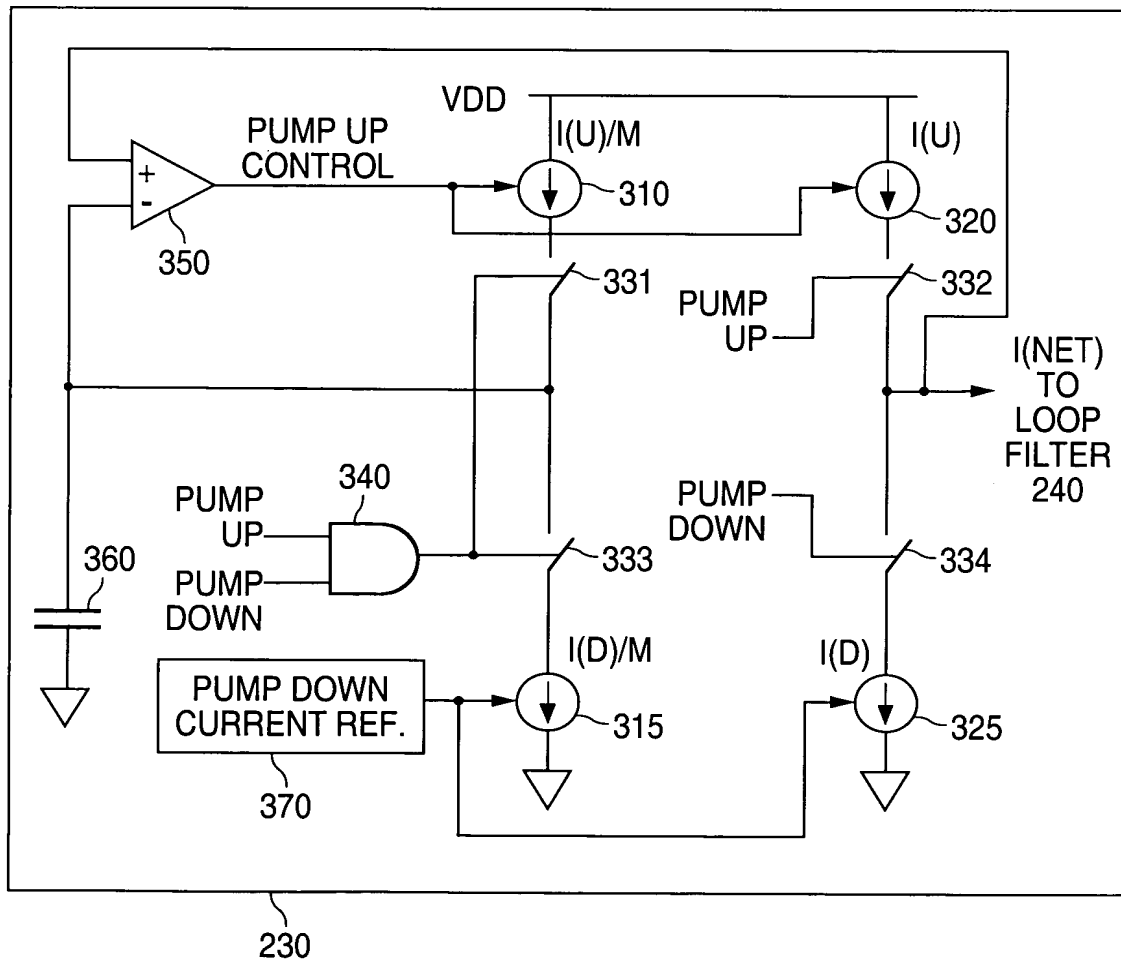 VDD
I(U)/M
I(U)
PUMP UP
CONTROL
+
-
350
310
320
331
332
PUMP
UP
I(NET)
TO
LOOP
FILTER
240
340
PUMP
UP
PUMP
DOWN
333
PUMP
DOWN
334
360
I(D)/M
I(D)
PUMP DOWN
CURRENT REF.
315
325
370
230